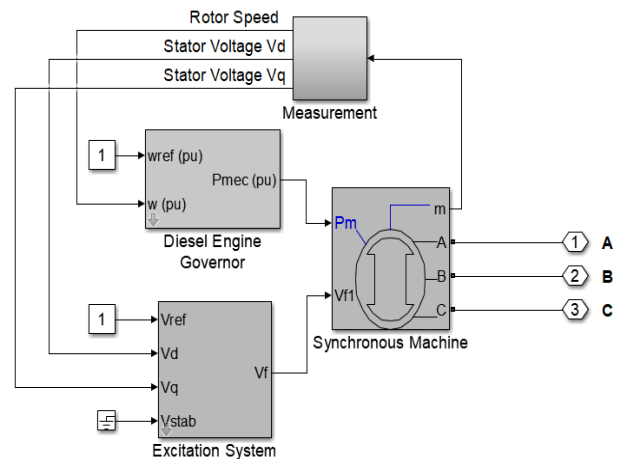 Rotor Speed
Stator Voltage Vd
Stator Voltage Vq
Measurement
1
wref (pu)
w (pu)
Pmec (pu)
Diesel Engine
Governor
m
Pm
A
B
C
Vf1
Synchronous Machine
1 A
2 B
3 C
1
Vref
Vd
Vq
Vstab
Vf
Excitation System